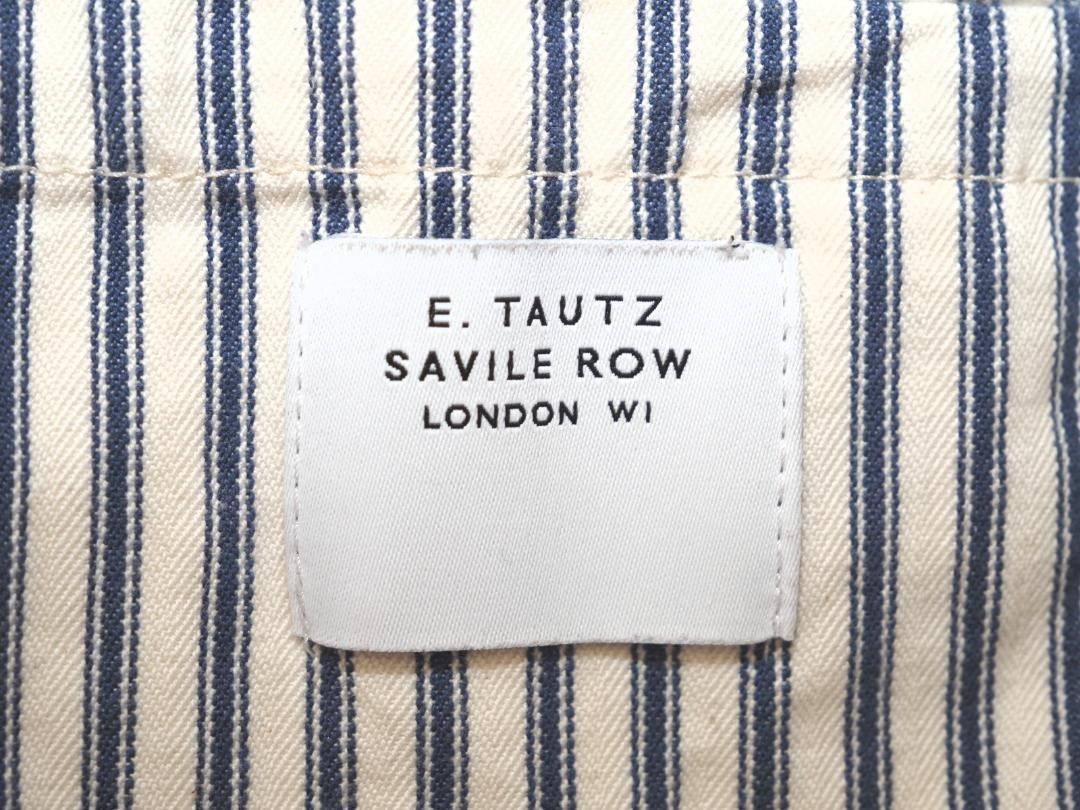 E. TAUTZ
SAVILE ROW
LONDON W1